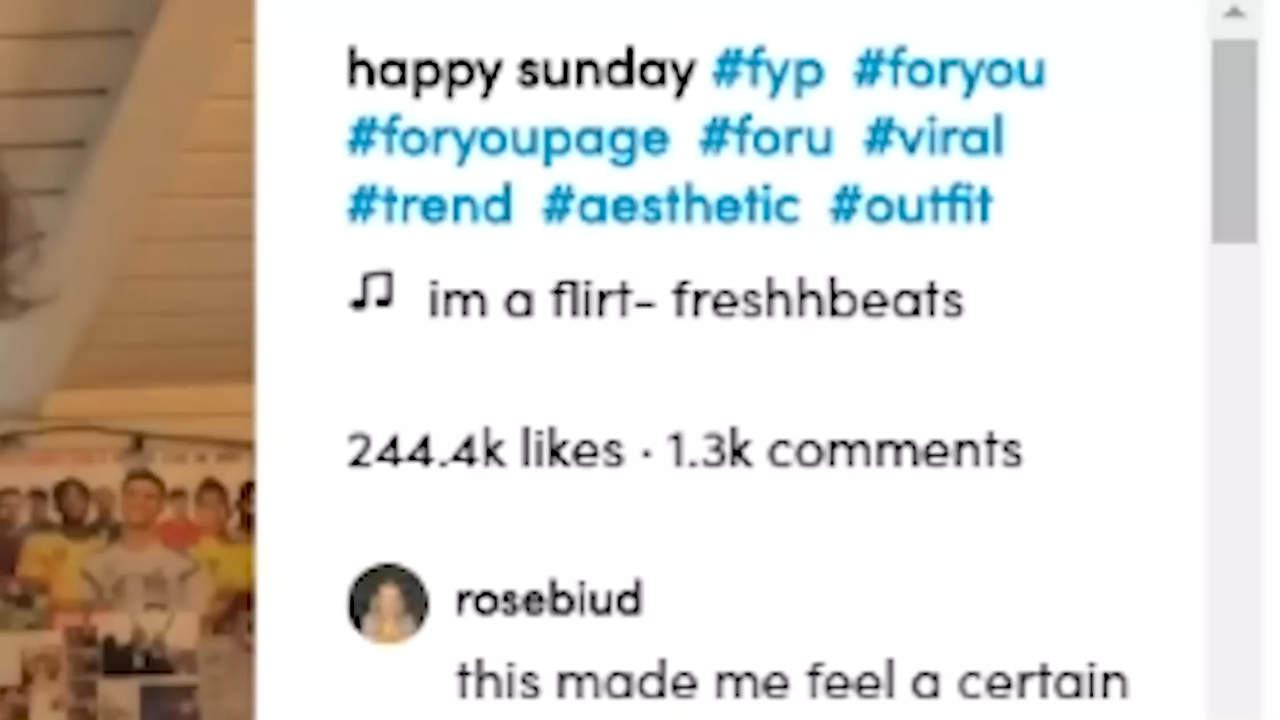 happy sunday #fyp #foryou
#foryoupage #foru #viral
#trend #aesthetic #outfit
im a flirt- freshhbeats
244.4k likes · 1.3k comments
rosebiud
this made me feel a certain